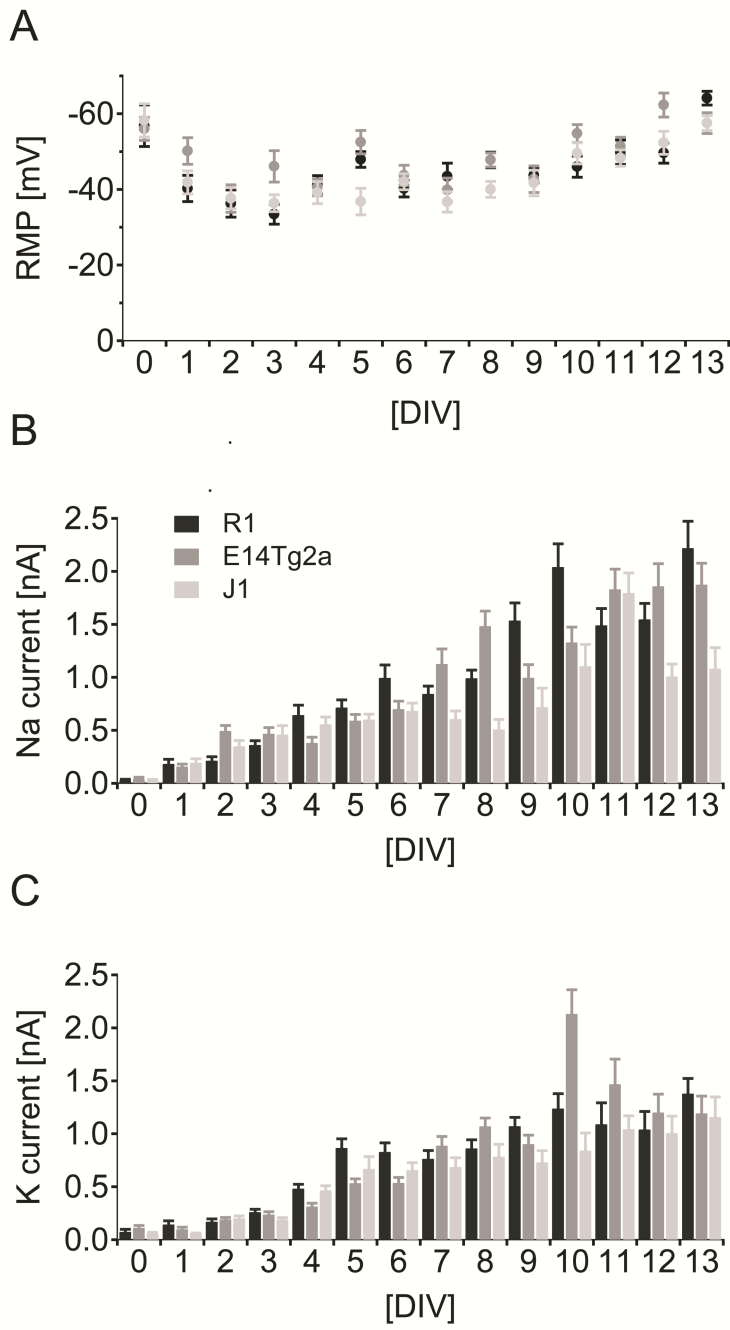 A
RMP [mV]
-60
-40
-20
0
0 1 2 3 4 5 6 7 8 9 10 11 12 13
[DIV]
B
Na current [nA]
2.5
2.0
1.5
1.0
0.5
0.0
R1
E14Tg2a
J1
0 1 2 3 4 5 6 7 8 9 10 11 12 13
[DIV]
C
K current [nA]
2.5
2.0
1.5
1.0
0.5
0.0
0 1 2 3 4 5 6 7 8 9 10 11 12 13
[DIV]